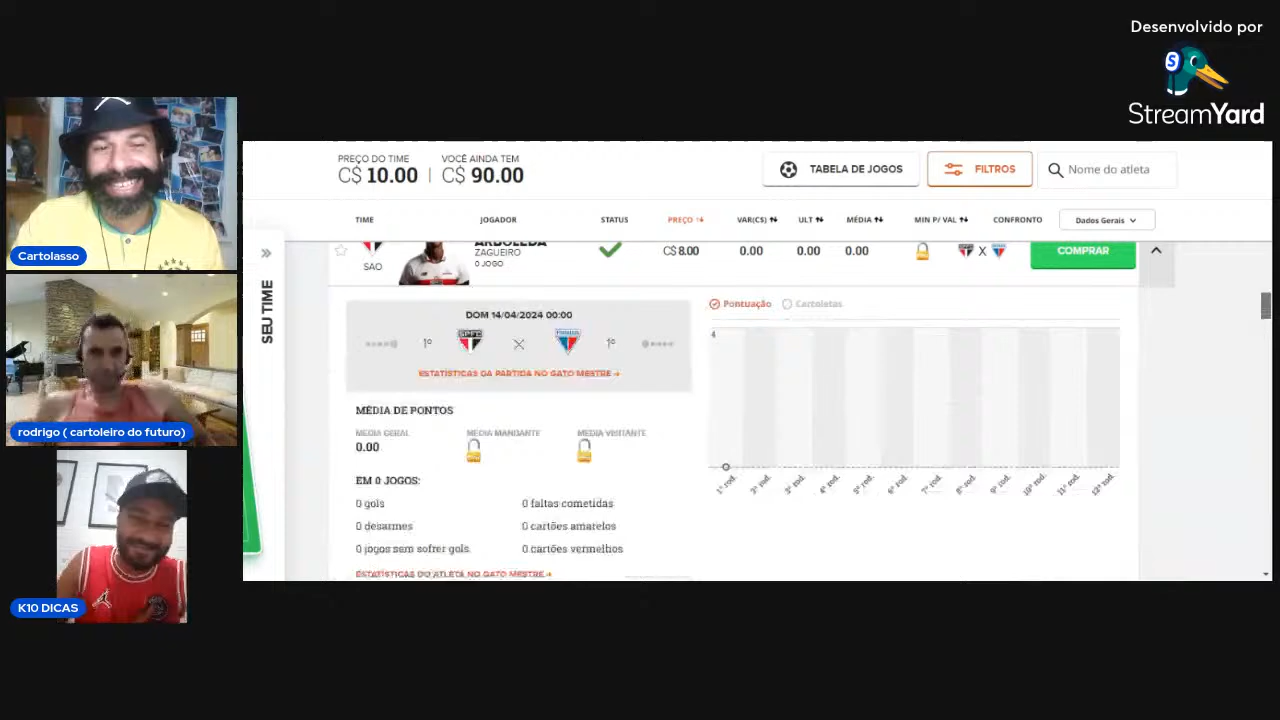 Desenvolvido por
StreamYard
Cartolasso
rodrigo ( cartoleiro do futuro)
K10 DICAS
PREÇO DO TIME
C$ 10.00
VOCÊ AINDA TEM
C$ 90.00
TABELA DE JOGOS
FILTROS
Nome do atleta
TIME JOGADOR STATUS PREÇO VAR(C$) ULT MÉDIA MIN P/ VAL CONFRONTO Dados Gerais
SEU TIME
ARBOLEDA
ZAGUEIRO
0 JOGO
SAO
C$ 8.00 0.00 0.00 0.00 X COMPRAR
DOM 14/04/2024 00:00
1º SPFC X 1º
ESTATÍSTICAS DA PARTIDA NO GATO MESTRE
Pontuação Cartoletas
4
MÉDIA DE PONTOS
MEDIA GERAL MEDIA MANDANTE MEDIA VISITANTE
0.00
EM 0 JOGOS:
0 gols 0 faltas cometidas
0 desarmes 0 cartões amarelos
0 jogos sem sofrer gols 0 cartões vermelhos
ESTATÍSTICAS DO ATLETA NO GATO MESTRE
1ª rod. 2ª rod. 3ª rod. 4ª rod. 5ª rod. 6ª rod. 7ª rod. 8ª rod. 9ª rod. 10ª rod. 11ª rod. 12ª rod.